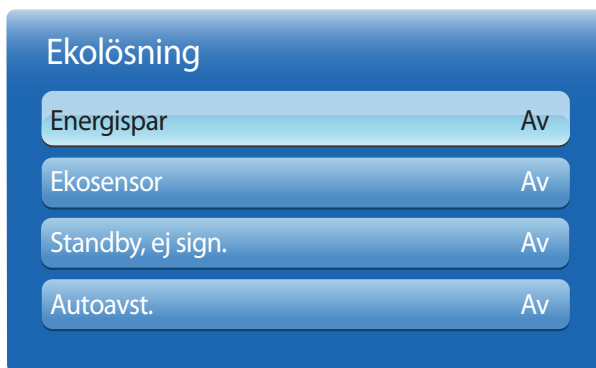 Ekolösning
Energispar Av
Ekosensor Av
Standby, ej sign. Av
Autoavst. Av